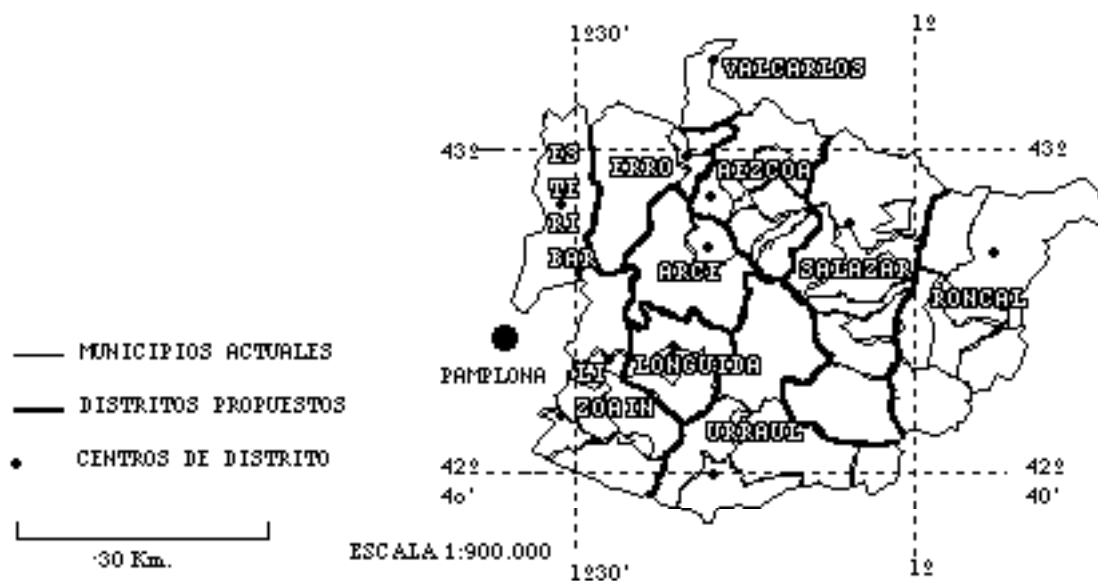 1º30' 1º
VALCARLOS
43º 43º
ES
TE
RI
BAR
ERRO
AEZCOA
ARCE
SALAZAR
RONCAL
MUNICIPIOS ACTUALES
PAMPLONA
LI
ZOAIN
LONGUIDA
DISTRITOS PROPUESTOS
URRAUL
CENTROS DE DISTRITO
42º 42º
40' 40'
30 Km.
ESCALA 1:900.000
1º30' 1º